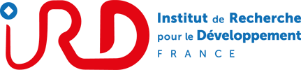 IRD
Institut de Recherche
pour le Développement
FRANCE